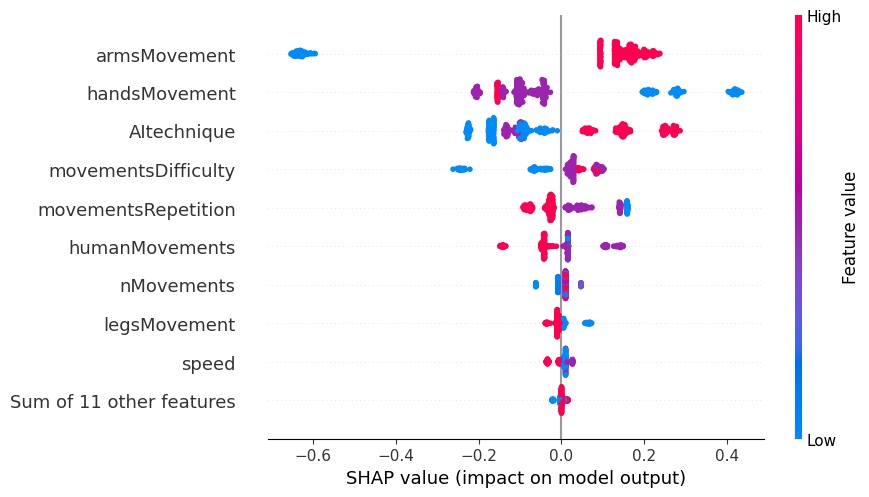 High
armsMovement
handsMovement
AItechnique
movementsDifficulty
movementsRepetition
humanMovements
nMovements
legsMovement
speed
Sum of 11 other features
Feature value
Low
−0.6 −0.4 −0.2 0.0 0.2 0.4
SHAP value (impact on model output)